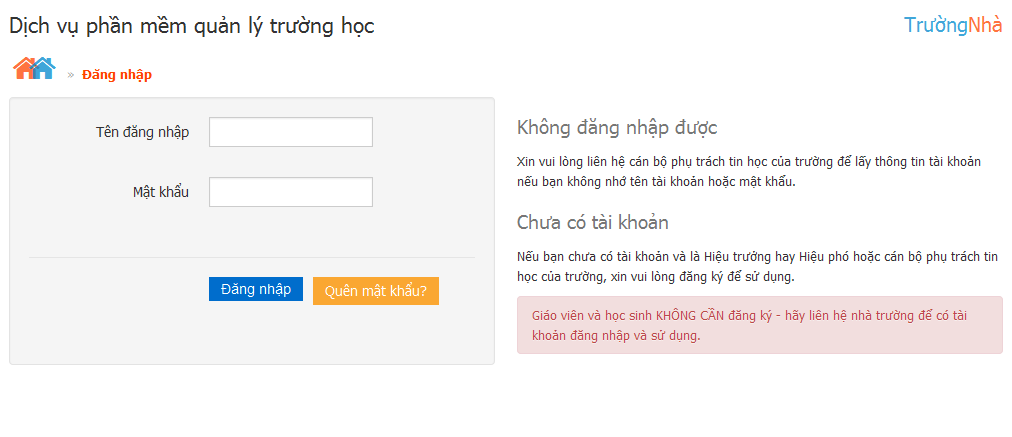 Dịch vụ phần mềm quản lý trường học
TrườngNhà
» Đăng nhập
Tên đăng nhập
Mật khẩu
Đăng nhập
Quên mật khẩu?
Không đăng nhập được
Xin vui lòng liên hệ cán bộ phụ trách tin học của trường để lấy thông tin tài khoản
nếu bạn không nhớ tên tài khoản hoặc mật khẩu.
Chưa có tài khoản
Nếu bạn chưa có tài khoản và là Hiệu trưởng hay Hiệu phó hoặc cán bộ phụ trách tin
học của trường, xin vui lòng đăng ký để sử dụng.
Giáo viên và học sinh KHÔNG CẦN đăng ký - hãy liên hệ nhà trường để có tài
khoản đăng nhập và sử dụng.